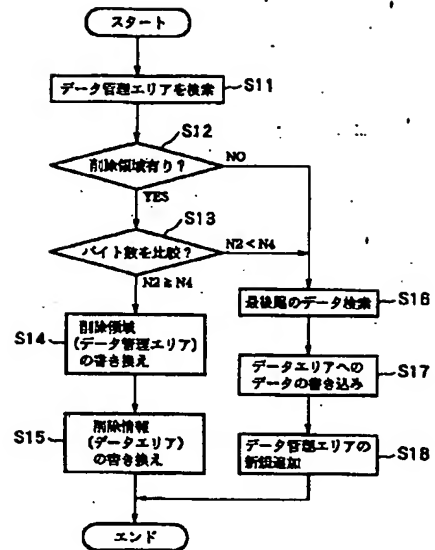 スタート
データ管理エリアを検索
S11
S12
削除領域有り?
NO
YES
S13
バイト数を比較?
N2<N4
N2≧N4
S14
削除領域
(データ管理エリア)
の書き換え
S15
削除情報
(データエリア)
の書き換え
最後尾のデータ検索
S16
データエリアへの
データの書き込み
S17
データ管理エリアの
新規追加
S18
エンド